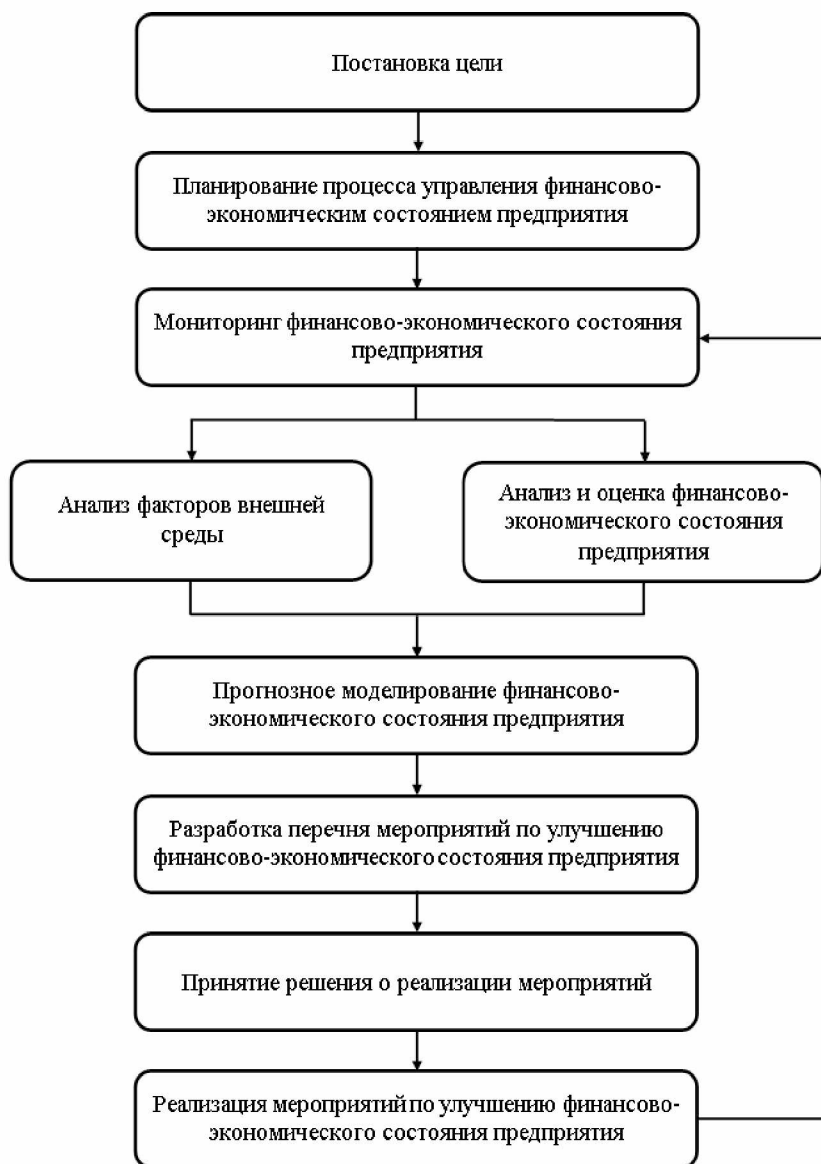 Постановка цели
Планирование процесса управления финансово-
экономическим состоянием предприятия
Мониторинг финансово-экономического состояния
предприятия
Анализ факторов внешней
среды
Анализ и оценка финансово-
экономического состояния
предприятия
Прогнозное моделирование финансово-
экономического состояния предприятия
Разработка перечня мероприятий по улучшению
финансово-экономического состояния предприятия
Принятие решения о реализации мероприятий
Реализация мероприятий по улучшению финансово-
экономического состояния предприятия